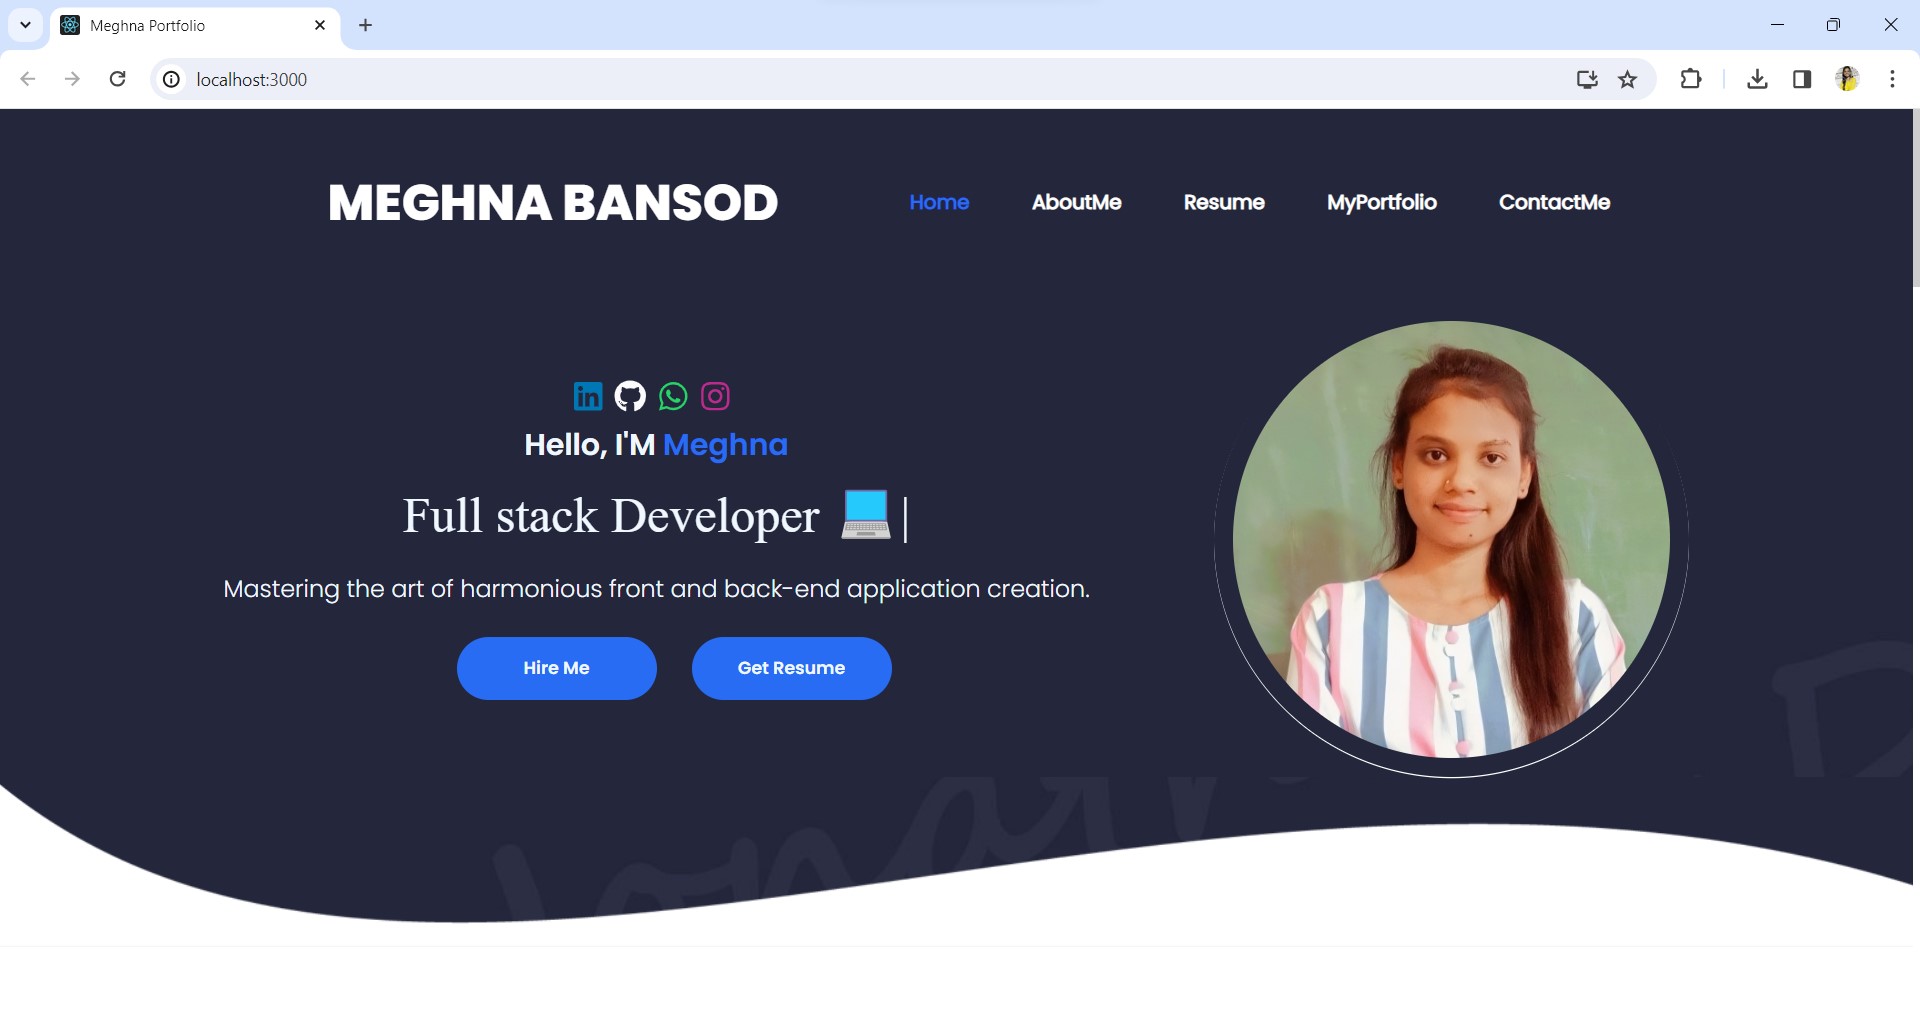 Meghna Portfolio
localhost:3000
MEGHNA BANSOD
Home AboutMe Resume MyPortfolio ContactMe
Hello, I'M Meghna
Full stack Developer 💻 |
Mastering the art of harmonious front and back-end application creation.
Hire Me Get Resume